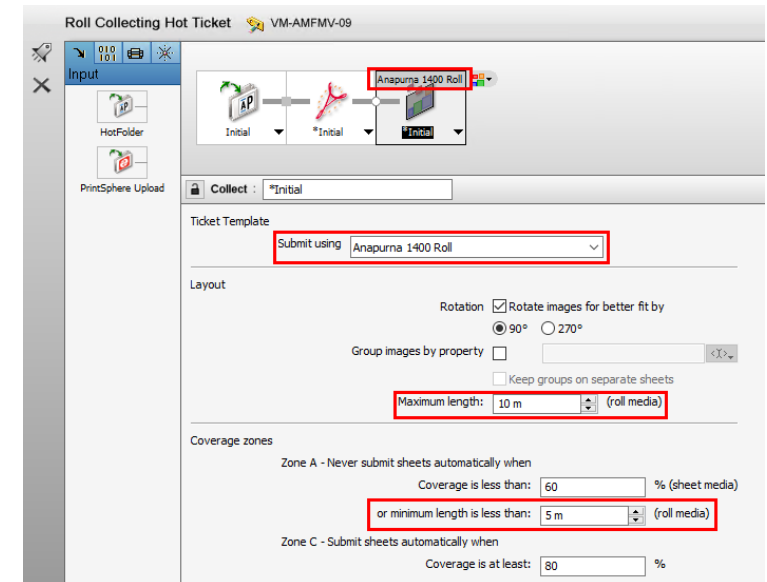 Roll Collecting Hot Ticket VM-AMFMV-09
Input
HotFolder
PrintSphere Upload
Anapurna 1400 Roll
AP
Initial
*Initial
*Initial
Collect : *Initial
Ticket Template
Submit using Anapurna 1400 Roll
Layout
Rotation Rotate images for better fit by
90° 270°
Group images by property
Keep groups on separate sheets
Maximum length: 10 m (roll media)
Coverage zones
Zone A - Never submit sheets automatically when
Coverage is less than: 60 % (sheet media)
or minimum length is less than: 5 m (roll media)
Zone C - Submit sheets automatically when
Coverage is at least: 80 %